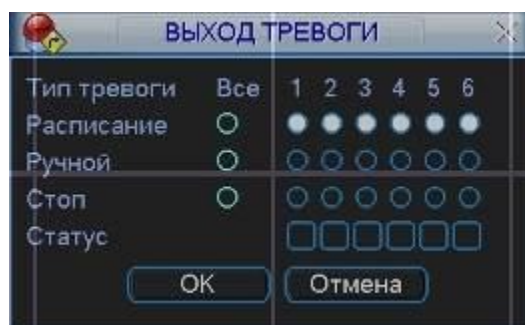 ВЫХОД ТРЕВОГИ
Тип тревоги Все 1 2 3 4 5 6
Расписание
Ручной
Стоп
Статус
OK Отмена